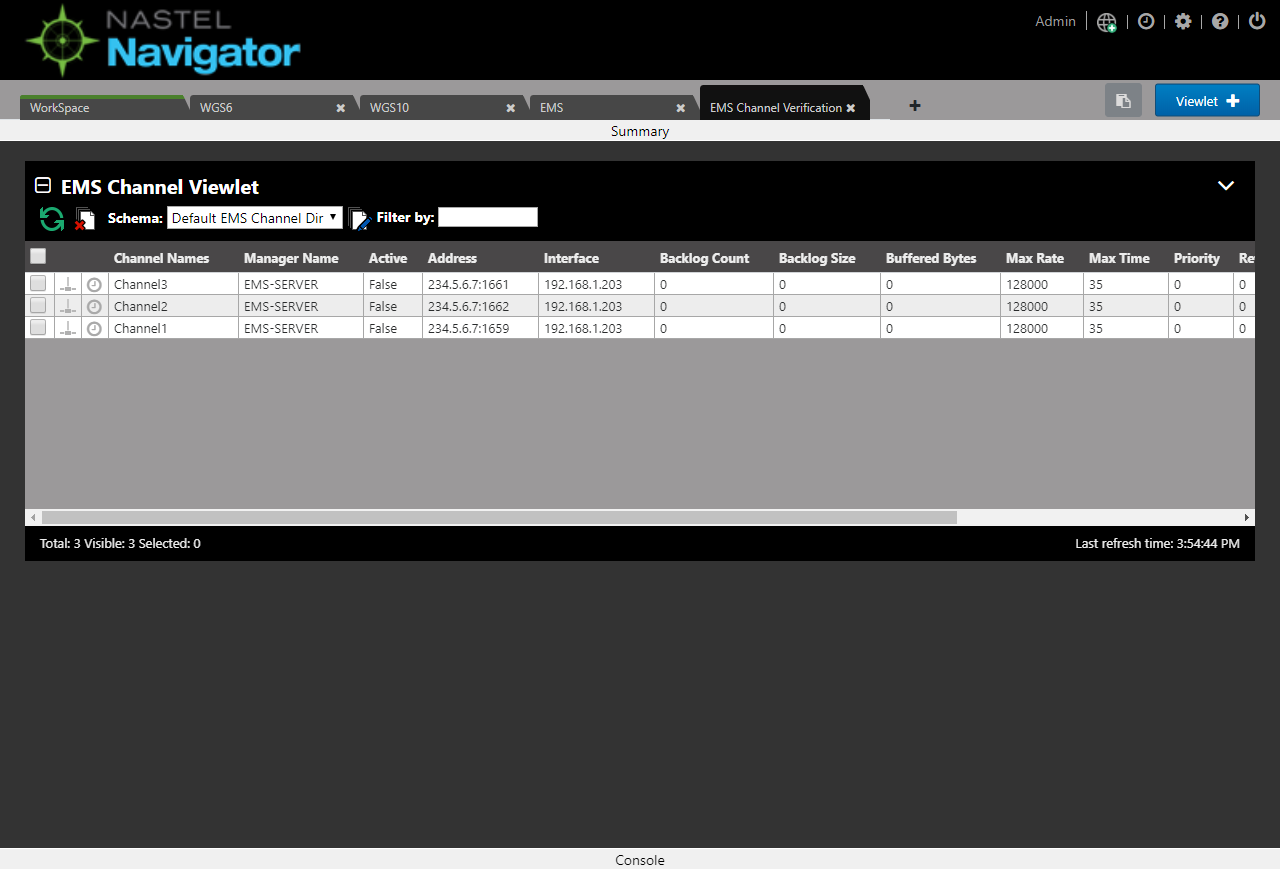 NASTEL
Navigator
Admin
WorkSpace
WGS6
WGS10
EMS
EMS Channel Verification
Viewlet
Summary
EMS Channel Viewlet
Schema: Default EMS Channel Dir Filter by:
Channel Names Manager Name Active Address Interface Backlog Count Backlog Size Buffered Bytes Max Rate Max Time Priority Re
Channel3 EMS-SERVER False 234.5.6.7:1661 192.168.1.203 0 0 0 128000 35 0 0
Channel2 EMS-SERVER False 234.5.6.7:1662 192.168.1.203 0 0 0 128000 35 0 0
Channel1 EMS-SERVER False 234.5.6.7:1659 192.168.1.203 0 0 0 128000 35 0 0
Total: 3 Visible: 3 Selected: 0
Last refresh time: 3:54:44 PM
Console